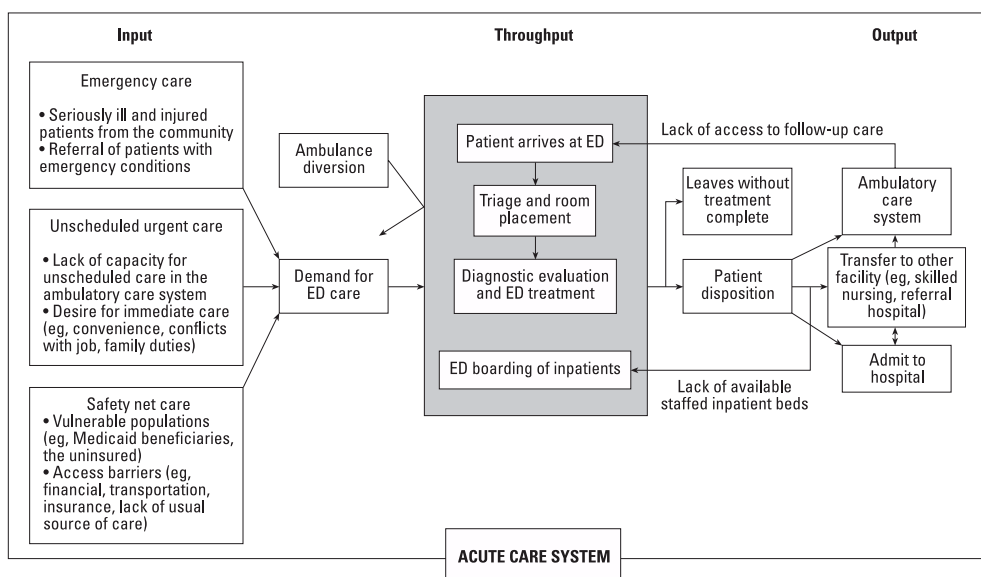 Input
Throughput
Output
Emergency care
• Seriously ill and injured
patients from the community
• Referral of patients with
emergency conditions
Unscheduled urgent care
• Lack of capacity for
unscheduled care in the
ambulatory care system
• Desire for immediate care
(eg, convenience, conflicts
with job, family duties)
Safety net care
• Vulnerable populations
(eg, Medicaid beneficiaries,
the uninsured)
• Access barriers (eg,
financial, transportation,
insurance, lack of usual
source of care)
Ambulance
diversion
Demand for
ED care
Patient arrives at ED
Triage and room
placement
Diagnostic evaluation
and ED treatment
ED boarding of inpatients
Lack of access to follow-up care
Leaves without
treatment
complete
Patient
disposition
Lack of available
staffed inpatient beds
Ambulatory
care
system
Transfer to other
facility (eg, skilled
nursing, referral
hospital)
Admit to
hospital
ACUTE CARE SYSTEM